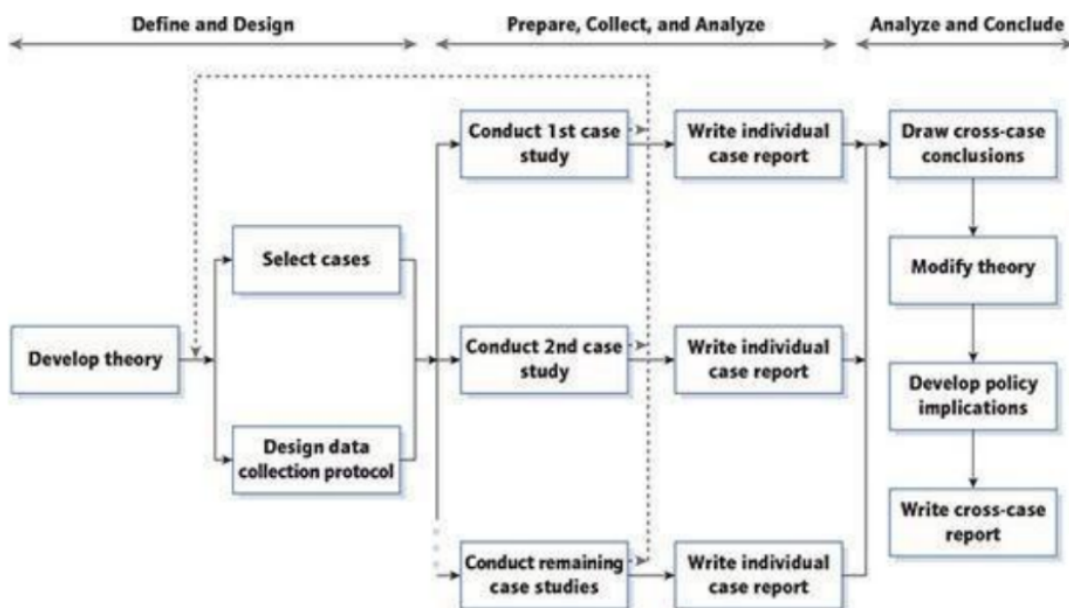 Define and Design
Prepare, Collect, and Analyze
Analyze and Conclude
Develop theory
Select cases
Design data
collection protocol
Conduct 1st case
study
Write individual
case report
Conduct 2nd case
study
Write individual
case report
Conduct remaining
case studies
Write individual
case report
Draw cross-case
conclusions
Modify theory
Develop policy
implications
Write cross-case
report